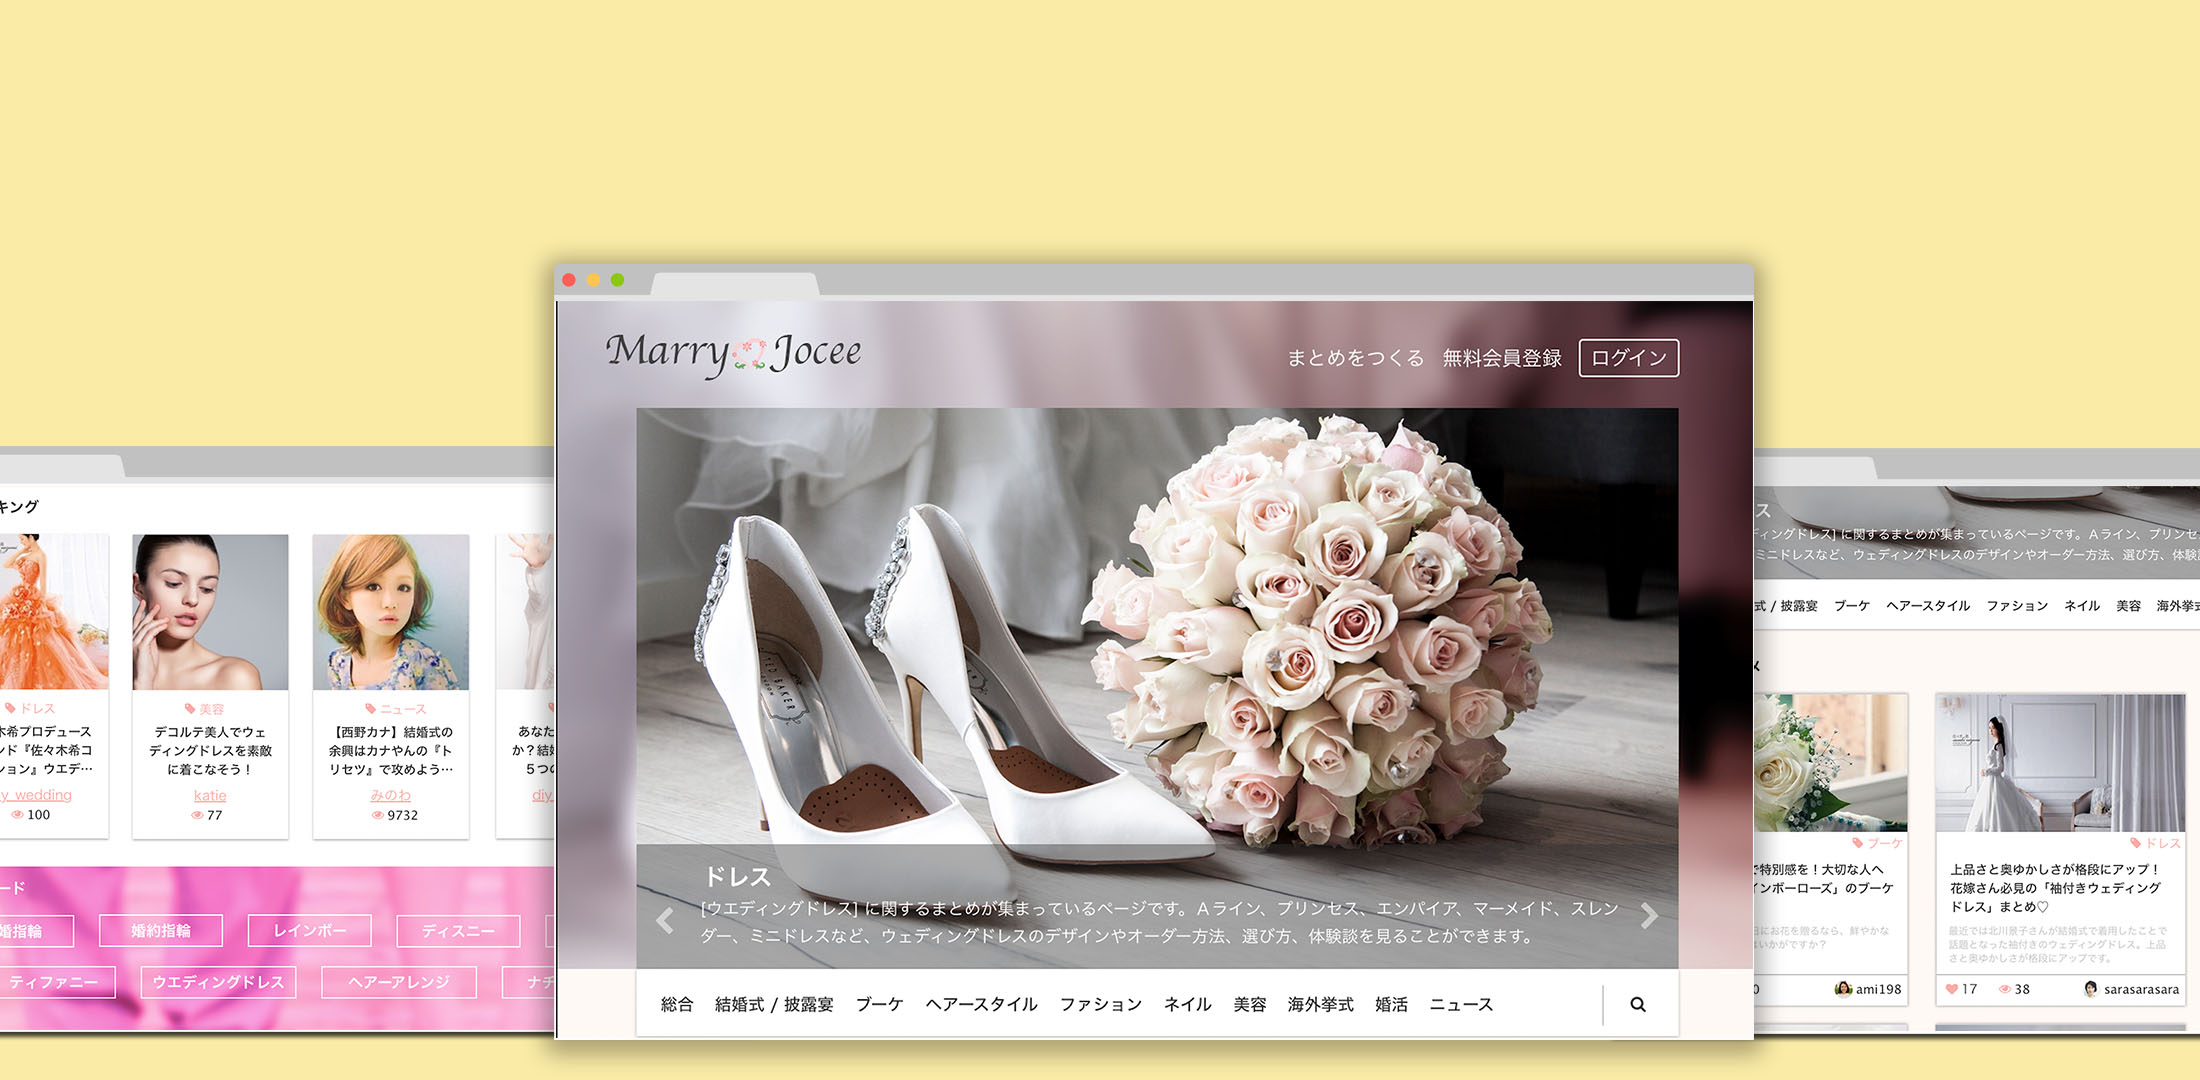 Marry Jocee
まとめをつくる 無料会員登録 ログイン
TED BAKER
LONDON
ドレス
[ウエディングドレス] に関するまとめが集まっているページです。Aライン、プリンセス、エンパイア、マーメイド、スレン
ダー、ミニドレスなど、ウェディングドレスのデザインやオーダー方法、選び方、体験談を見ることができます。
総合 結婚式 / 披露宴 ブーケ ヘアースタイル ファッション ネイル 美容 海外挙式 婚活 ニュース
キング
ドレス
木希プロデュース
ンド『佐々木希コ
ション』ウエデ…
y_wedding
100
美容
デコルテ美人でウェ
ディングドレスを素敵
に着こなそう！
katie
77
ニュース
【西野カナ】結婚式の
余興はカナやんの『ト
リセツ』で攻めよう…
みのわ
9732
あなた
か？結婚
５つの
diy_
ード
婚指輪 婚約指輪 レインボー ディスニー
ティファニー ウエディングドレス ヘアーアレンジ ナチ
ス
ディングドレス] に関するまとめが集まっているページです。Aライン、プリンセ
ミニドレスなど、ウェディングドレスのデザインやオーダー方法、選び方、体験談
式 / 披露宴 ブーケ ヘアースタイル ファッション ネイル 美容 海外挙式
メ
ブーケ
で特別感を！大切な人へ
インボーローズ」のブーケ
日にお花を贈るなら、鮮やかな
はいかがですか？
0 ami198
ドレス
上品さと奥ゆかしさが格段にアップ！
花嫁さん必見の「袖付きウェディング
ドレス」まとめ♡
最近では北川景子さんが結婚式で着用したことで
話題となった袖付きのウェディングドレス。上品
さと奥ゆかしさが格段にアップです。
17 38 sarasarasara